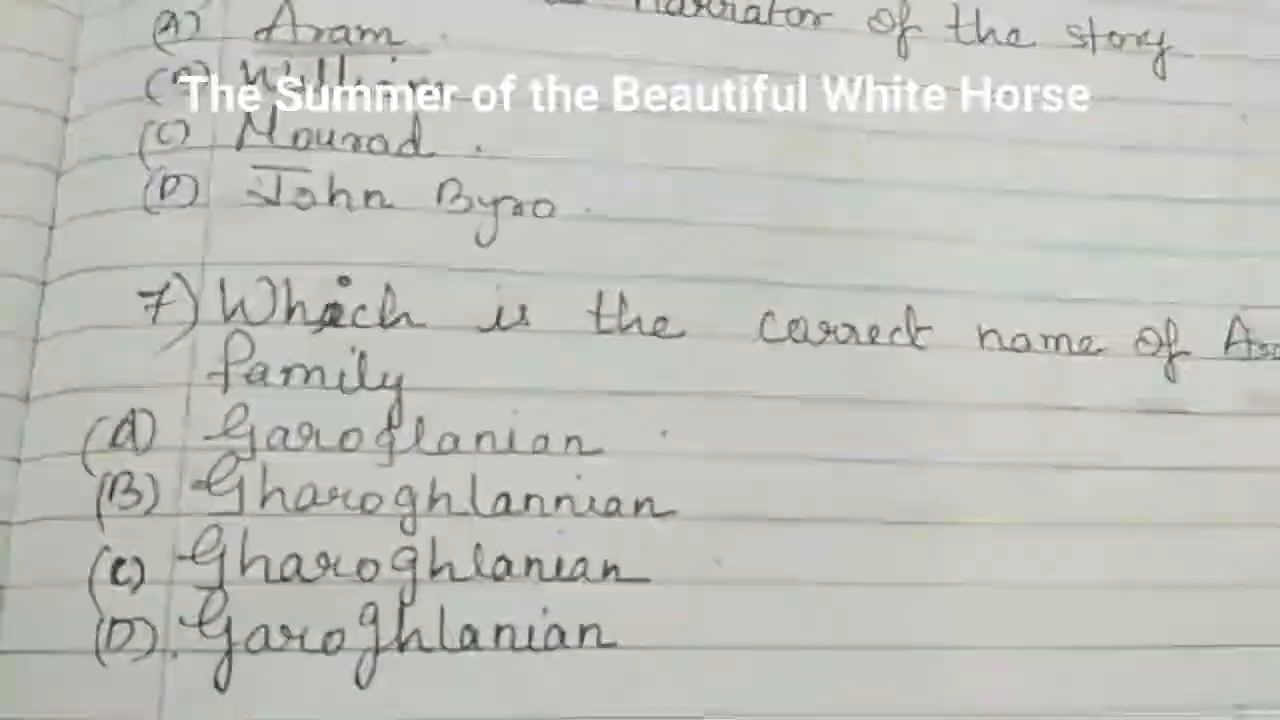 narrator of the story
(A) Aram
The Summer of the Beautiful White Horse
(C) Mourad.
(D) John Byro.
7) Which is the correct name of
family
(A) Garoglanian
(B) Gharoghlannian
(C) Gharoghlanian
(D). Garoghlanian